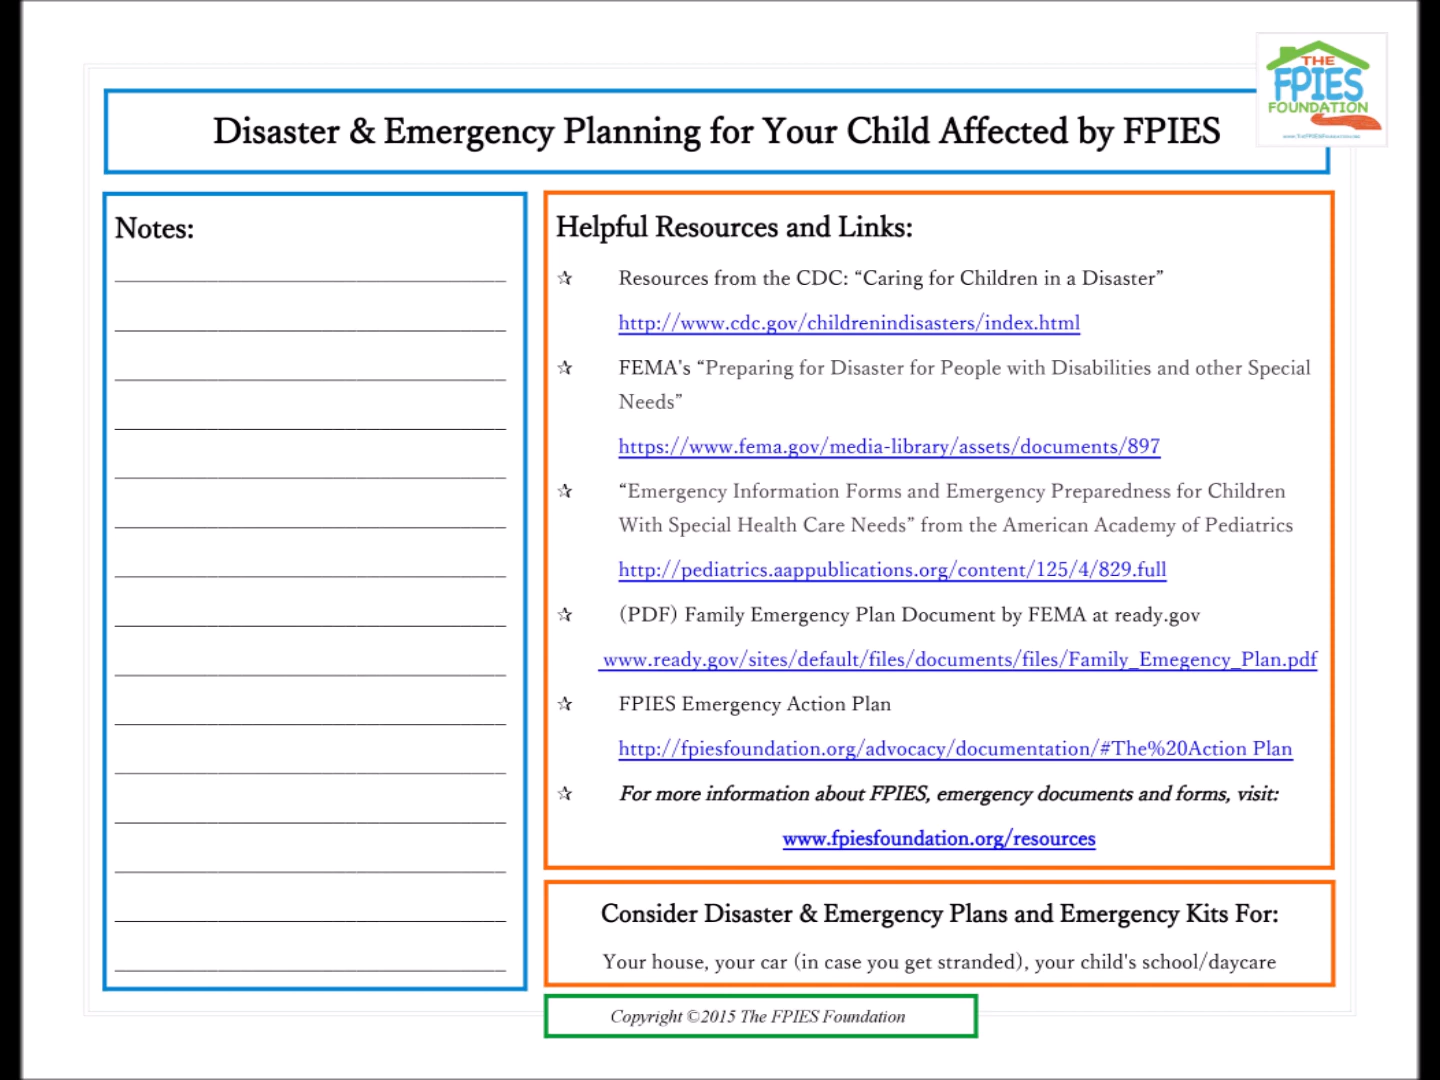 THE
FPIES
FOUNDATION
Disaster & Emergency Planning for Your Child Affected by FPIES
Notes:
Helpful Resources and Links:
☆ Resources from the CDC: “Caring for Children in a Disaster”
http://www.cdc.gov/childrenindisasters/index.html
☆ FEMA's “Preparing for Disaster for People with Disabilities and other Special
Needs”
https://www.fema.gov/media-library/assets/documents/897
☆ “Emergency Information Forms and Emergency Preparedness for Children
With Special Health Care Needs” from the American Academy of Pediatrics
http://pediatrics.aappublications.org/content/125/4/829.full
☆ (PDF) Family Emergency Plan Document by FEMA at ready.gov
www.ready.gov/sites/default/files/documents/files/Family_Emegency_Plan.pdf
☆ FPIES Emergency Action Plan
http://fpiesfoundation.org/advocacy/documentation/#The%20Action Plan
☆ For more information about FPIES, emergency documents and forms, visit:
www.fpiesfoundation.org/resources
Consider Disaster & Emergency Plans and Emergency Kits For:
Your house, your car (in case you get stranded), your child's school/daycare
Copyright ©2015 The FPIES Foundation